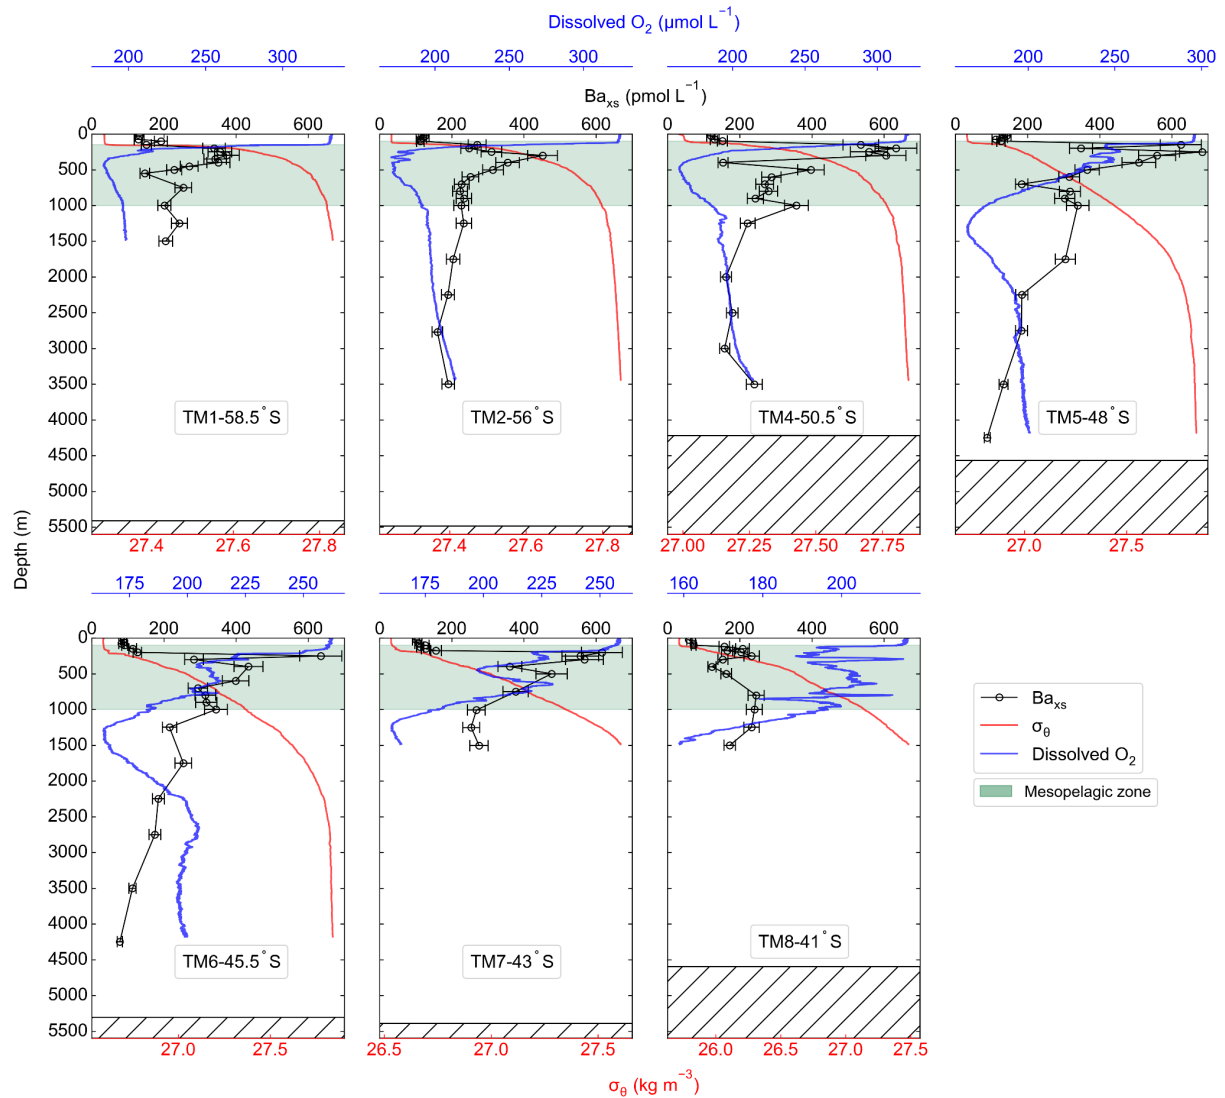 Dissolved O₂ (μmol L⁻¹)
200 250 300
200 250 300
200 250 300
200 250 300
Baₓₛ (pmol L⁻¹)
0 200 400 600
0 200 400 600
0 200 400 600
0 200 400 600
0
500
1000
1500
2000
2500
3000
3500
4000
4500
5000
5500
TM1-58.5°S
TM2-56°S
TM4-50.5°S
TM5-48°S
27.4 27.6 27.8
27.4 27.6 27.8
27.00 27.25 27.50 27.75
27.0 27.5
Depth (m)
175 200 225 250
175 200 225 250
160 180 200
0 200 400 600
0 200 400 600
0 200 400 600
0
500
1000
1500
2000
2500
3000
3500
4000
4500
5000
5500
TM6-45.5°S
TM7-43°S
TM8-41°S
27.0 27.5
26.5 27.0 27.5
26.0 26.5 27.0 27.5
σθ (kg m⁻³)
Baₓₛ
σθ
Dissolved O₂
Mesopelagic zone